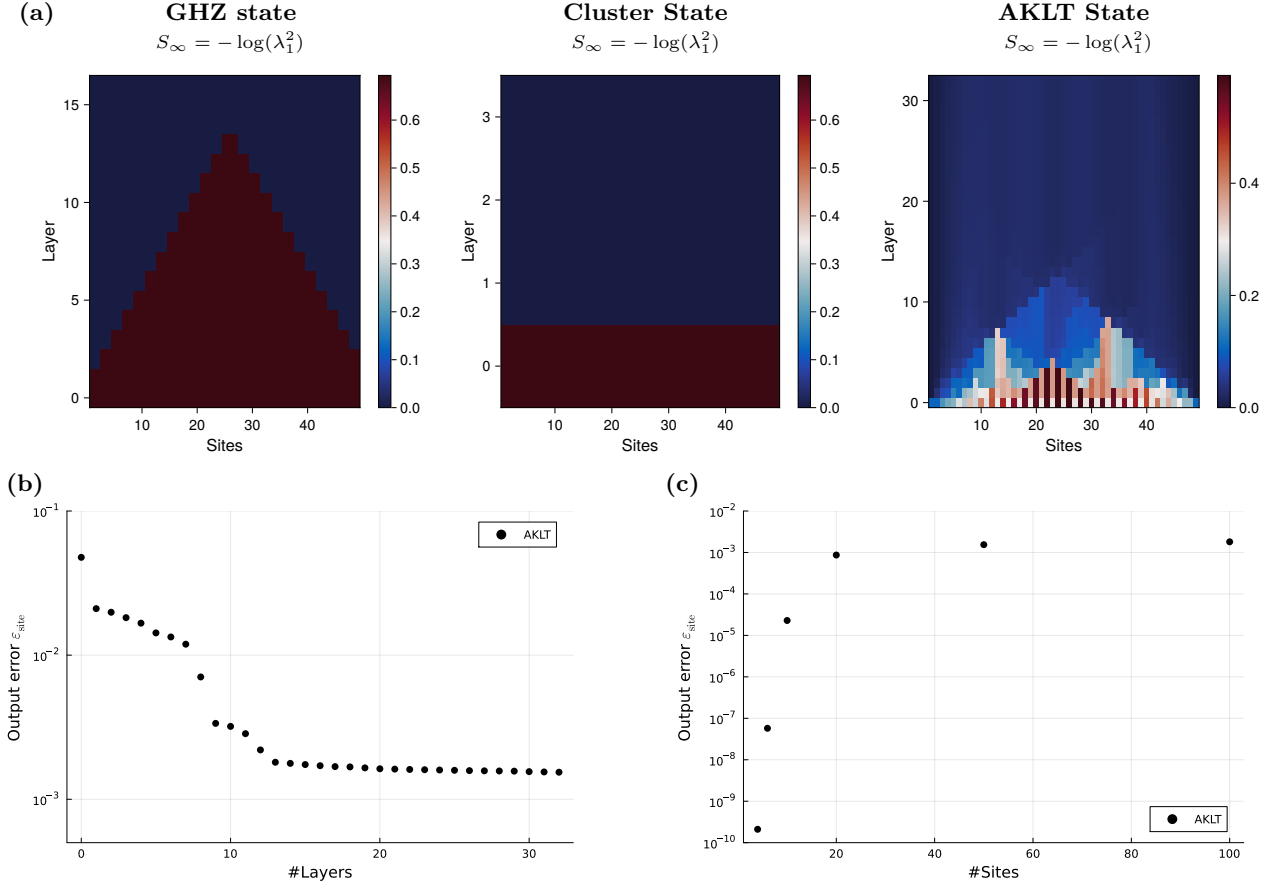 (a)
GHZ state
S∞ = − log(λ₁²)
Layer
15
10
5
0
10 20 30 40
Sites
0.6
0.5
0.4
0.3
0.2
0.1
0.0
Cluster State
S∞ = − log(λ₁²)
Layer
3
2
1
0
10 20 30 40
Sites
0.6
0.5
0.4
0.3
0.2
0.1
0.0
AKLT State
S∞ = − log(λ₁²)
Layer
30
20
10
0
10 20 30 40
Sites
0.4
0.2
0.0
(b)
Output error ε_site
10⁻¹
10⁻²
10⁻³
0 10 20 30
#Layers
AKLT
(c)
Output error ε_site
10⁻²
10⁻³
10⁻⁴
10⁻⁵
10⁻⁶
10⁻⁷
10⁻⁸
10⁻⁹
10⁻¹⁰
20 40 60 80 100
#Sites
AKLT